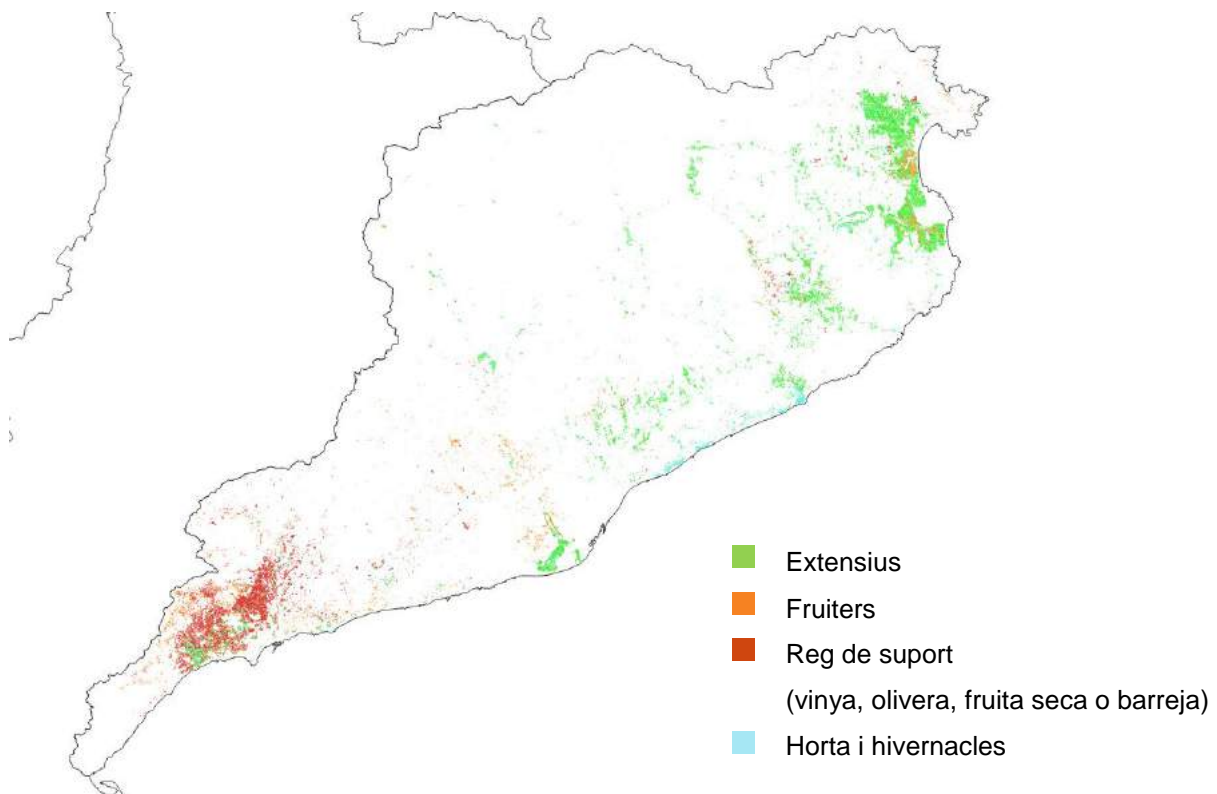 Extensius
Fruiters
Reg de suport
(vinya, olivera, fruita seca o barreja)
Horta i hivernacles